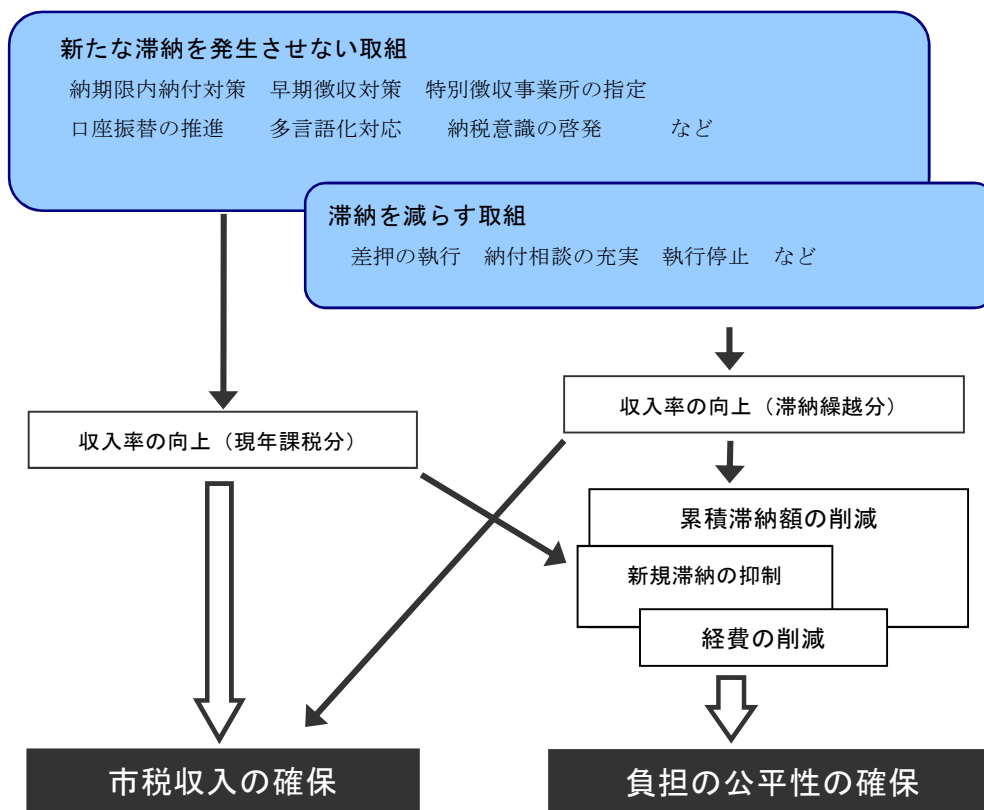 新たな滞納を発生させない取組
納期限内納付対策　早期徴収対策　特別徴収事業所の指定
口座振替の推進　多言語化対応　納税意識の啓発　など
滞納を減らす取組
差押の執行　納付相談の充実　執行停止　など
収入率の向上（滞納繰越分）
収入率の向上（現年課税分）
累積滞納額の削減
新規滞納の抑制
経費の削減
市税収入の確保
負担の公平性の確保